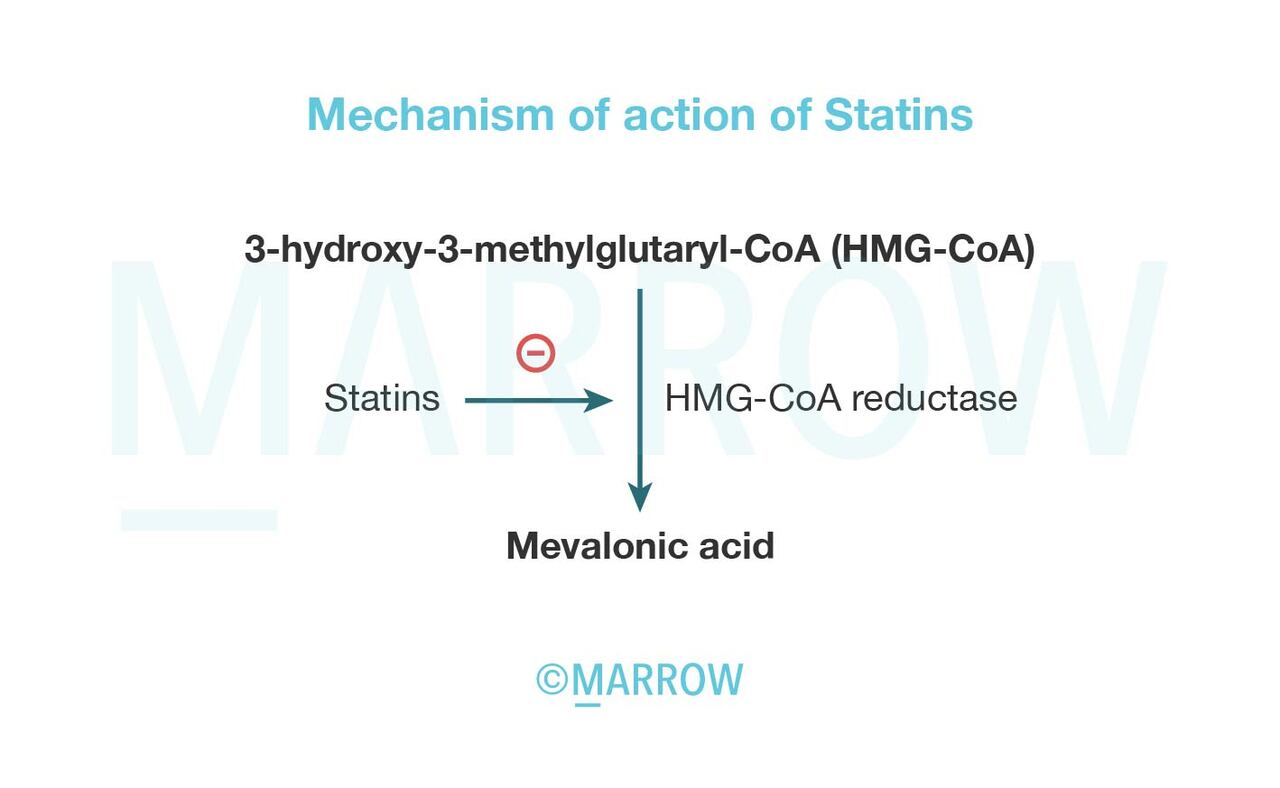 Mechanism of action of Statins
3-hydroxy-3-methylglutaryl-CoA (HMG-CoA)
Statins
HMG-CoA reductase
Mevalonic acid
MARROW
©MARROW